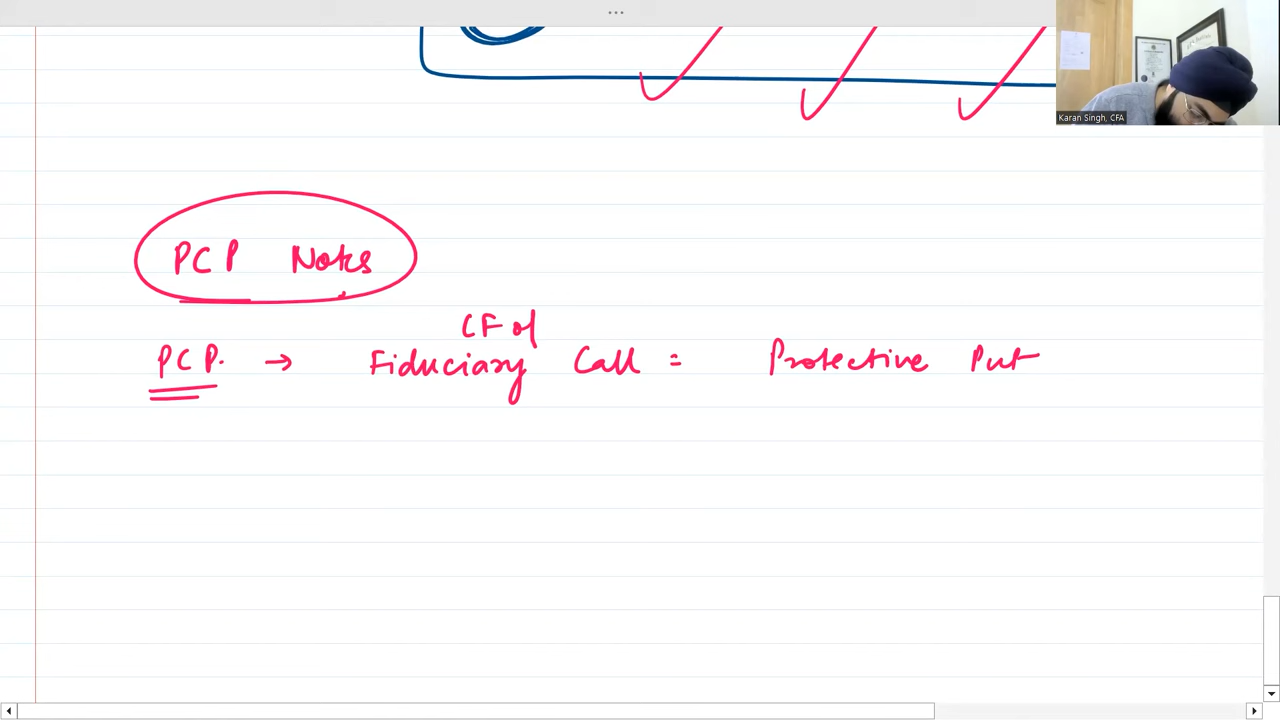 Karan Singh, CFA
PCP Notes
CF of
PCP. → Fiduciary Call = Protective Put